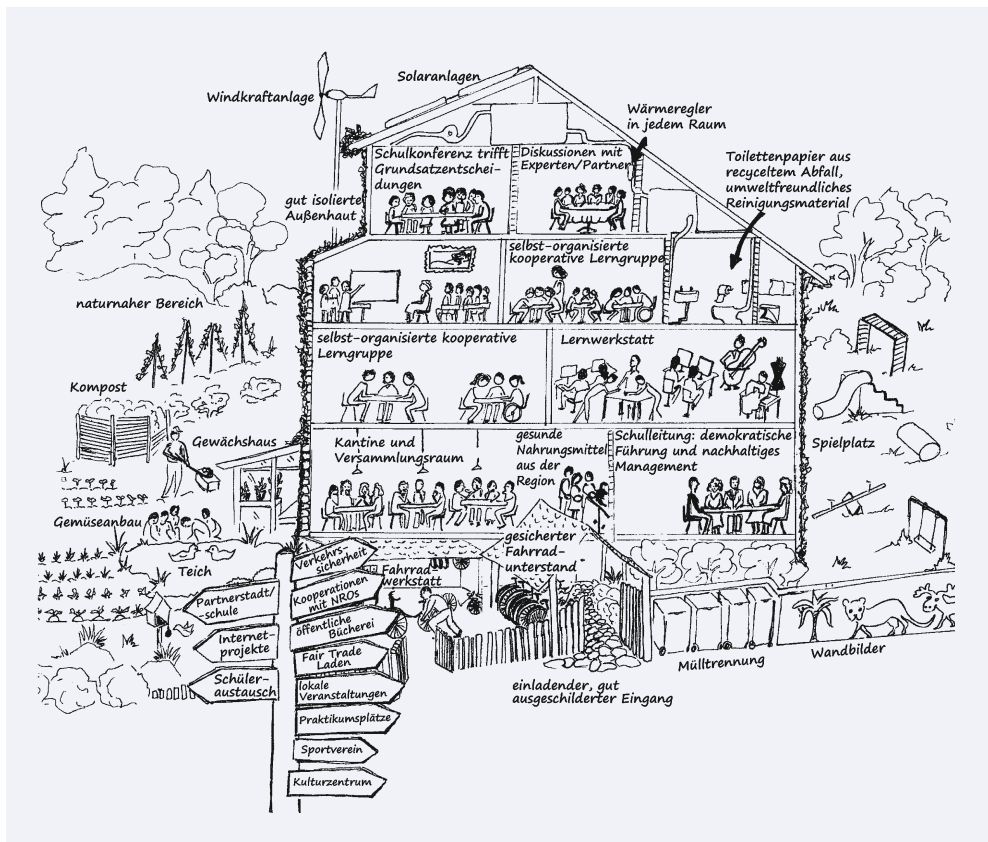 Solaranlagen
Windkraftanlage
Wärmeregler
in jedem Raum
Schulkonferenz trifft
Grundsatzentschei-
dungen
Diskussionen mit
Experten/Partner
Toilettenpapier aus
recyceltem Abfall,
umweltfreundliches
Reinigungsmaterial
gut isolierte
Außenhaut
selbst-organisierte
kooperative Lerngruppe
naturnaher Bereich
selbst-organisierte kooperative
Lerngruppe
Lernwerkstatt
Kompost
Gewächshaus
Kantine und
Versammlungsraum
gesunde
Nahrungsmittel
aus der
Region
Schulleitung: demokratische
Führung und nachhaltiges
Management
Spielplatz
Gemüseanbau
Teich
gesicherter
Fahrrad-
unterstand
Fahrrad
werkstatt
Verkehrs-
sicherheit
Partnerstadt/
-schule
Kooperationen
mit NROs
öffentliche
Bücherei
Internet-
projekte
Fair Trade
Laden
Schüler-
austausch
lokale
Veranstaltungen
Praktikumsplätze
Sportverein
Kulturzentrum
einladender, gut
ausgeschilderter Eingang
Mülltrennung
Wandbilder